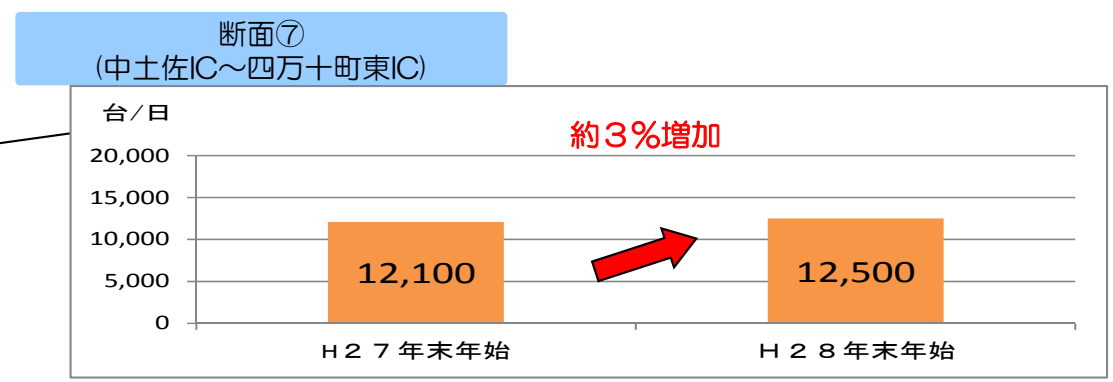 断面⑦
(中土佐IC～四万十町東IC)
台/日
約３％増加
20,000
15,000
10,000
5,000
0
12,100
12,500
H２７年末年始
H２８年末年始